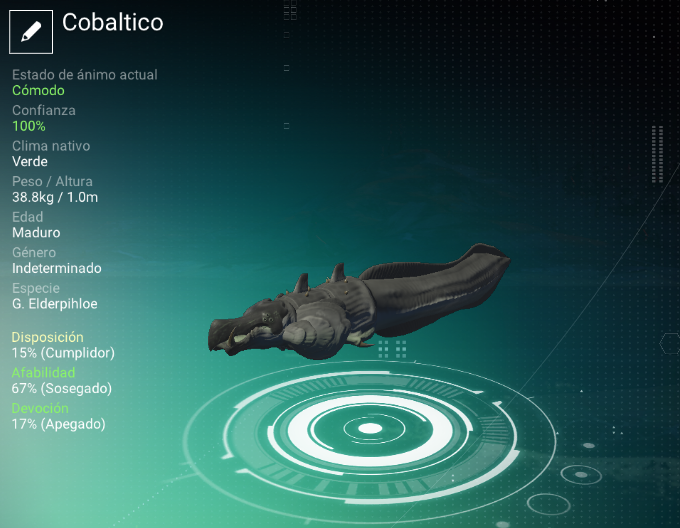 Cobaltico
Estado de ánimo actual
Cómodo
Confianza
100%
Clima nativo
Verde
Peso / Altura
38.8kg / 1.0m
Edad
Maduro
Género
Indeterminado
Especie
G. Elderpihloe
Disposición
15% (Cumplidor)
Afabilidad
67% (Sosegado)
Devoción
17% (Apegado)